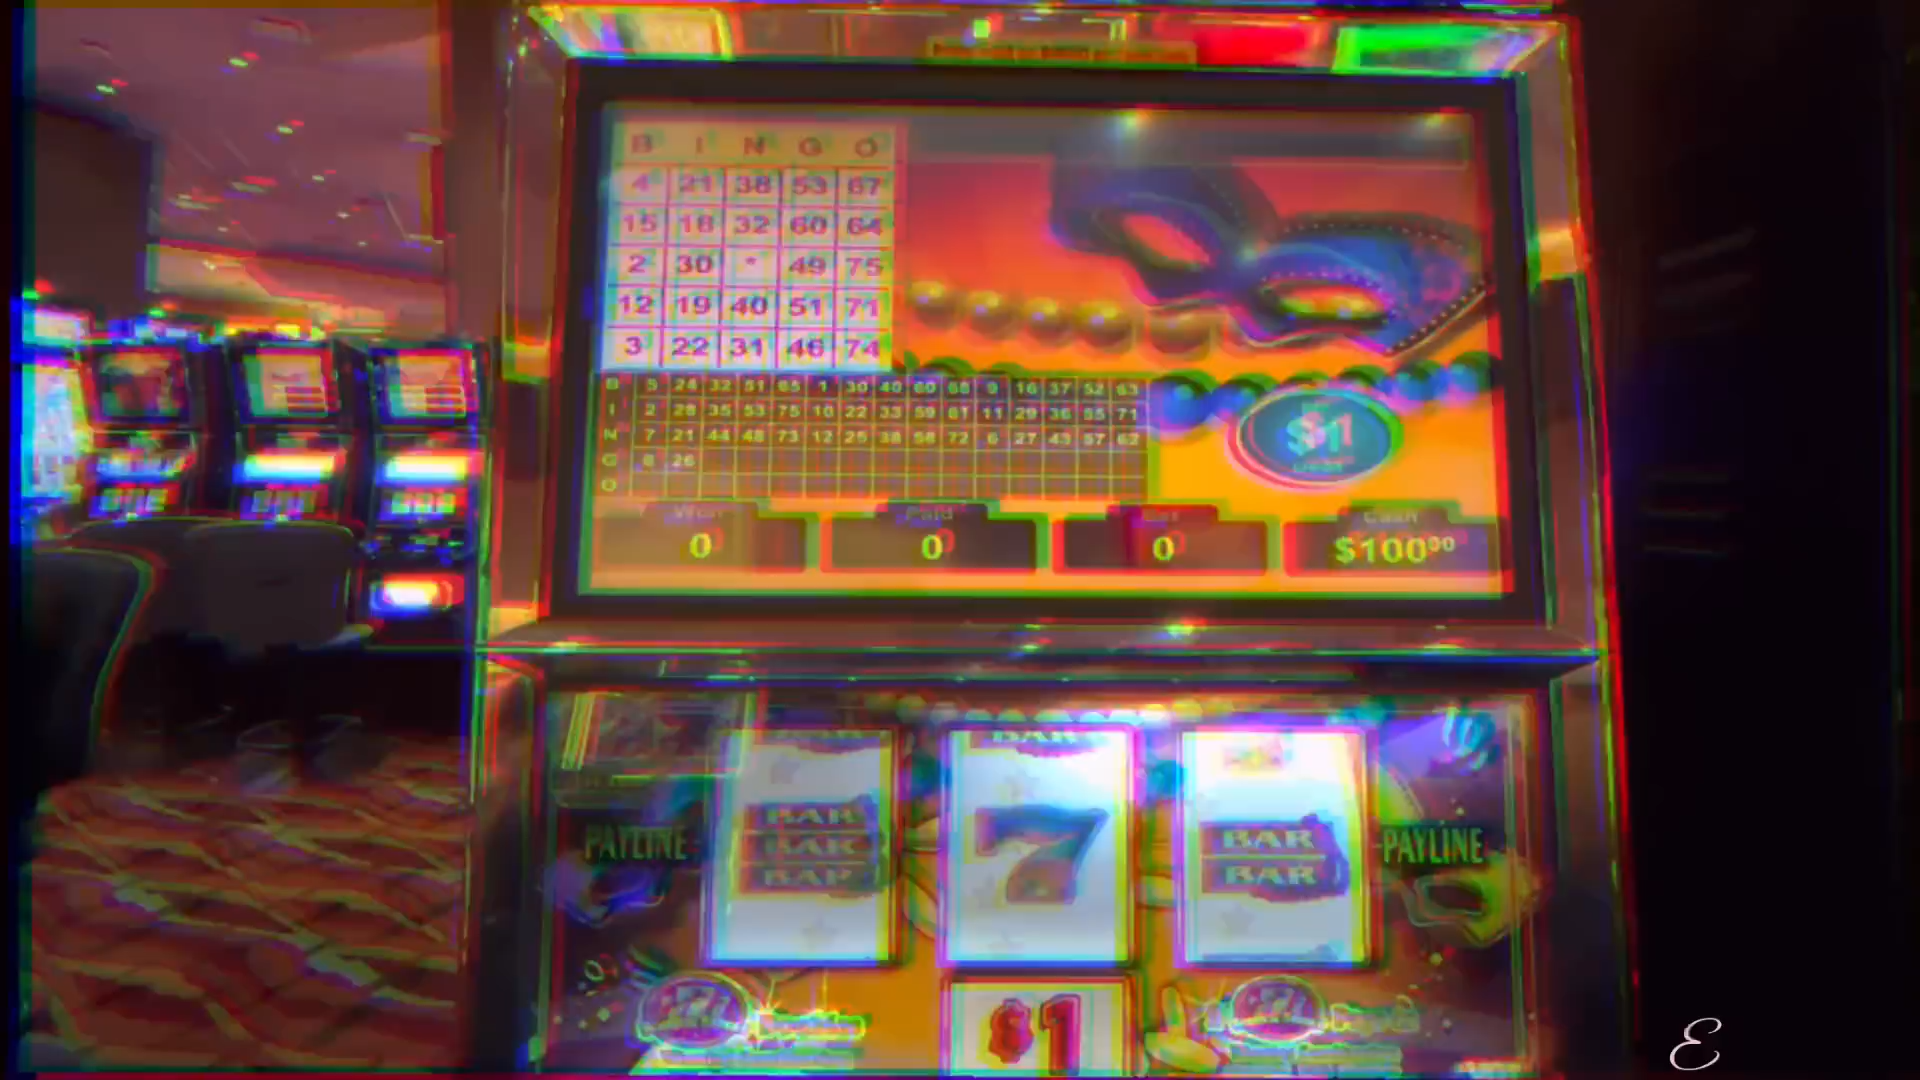 B I N G O
4 21 38 53 67
15 18 32 60 64
2 30 * 49 75
12 19 40 51 71
3 22 31 46 74
B 5 24 32 51 65 1 30 40 60 68 9 16 37 52 63
I 2 28 35 53 75 10 22 33 59 61 11 29 36 55 71
N 7 21 44 48 73 12 25 38 58 72 6 27 43 57 62
G 8 26
O
$1
Won Paid Bet Cash
0 0 0 $10000
BAR
BAR BAR BAR
7
BAR BAR
PAYLINE PAYLINE
$1
E